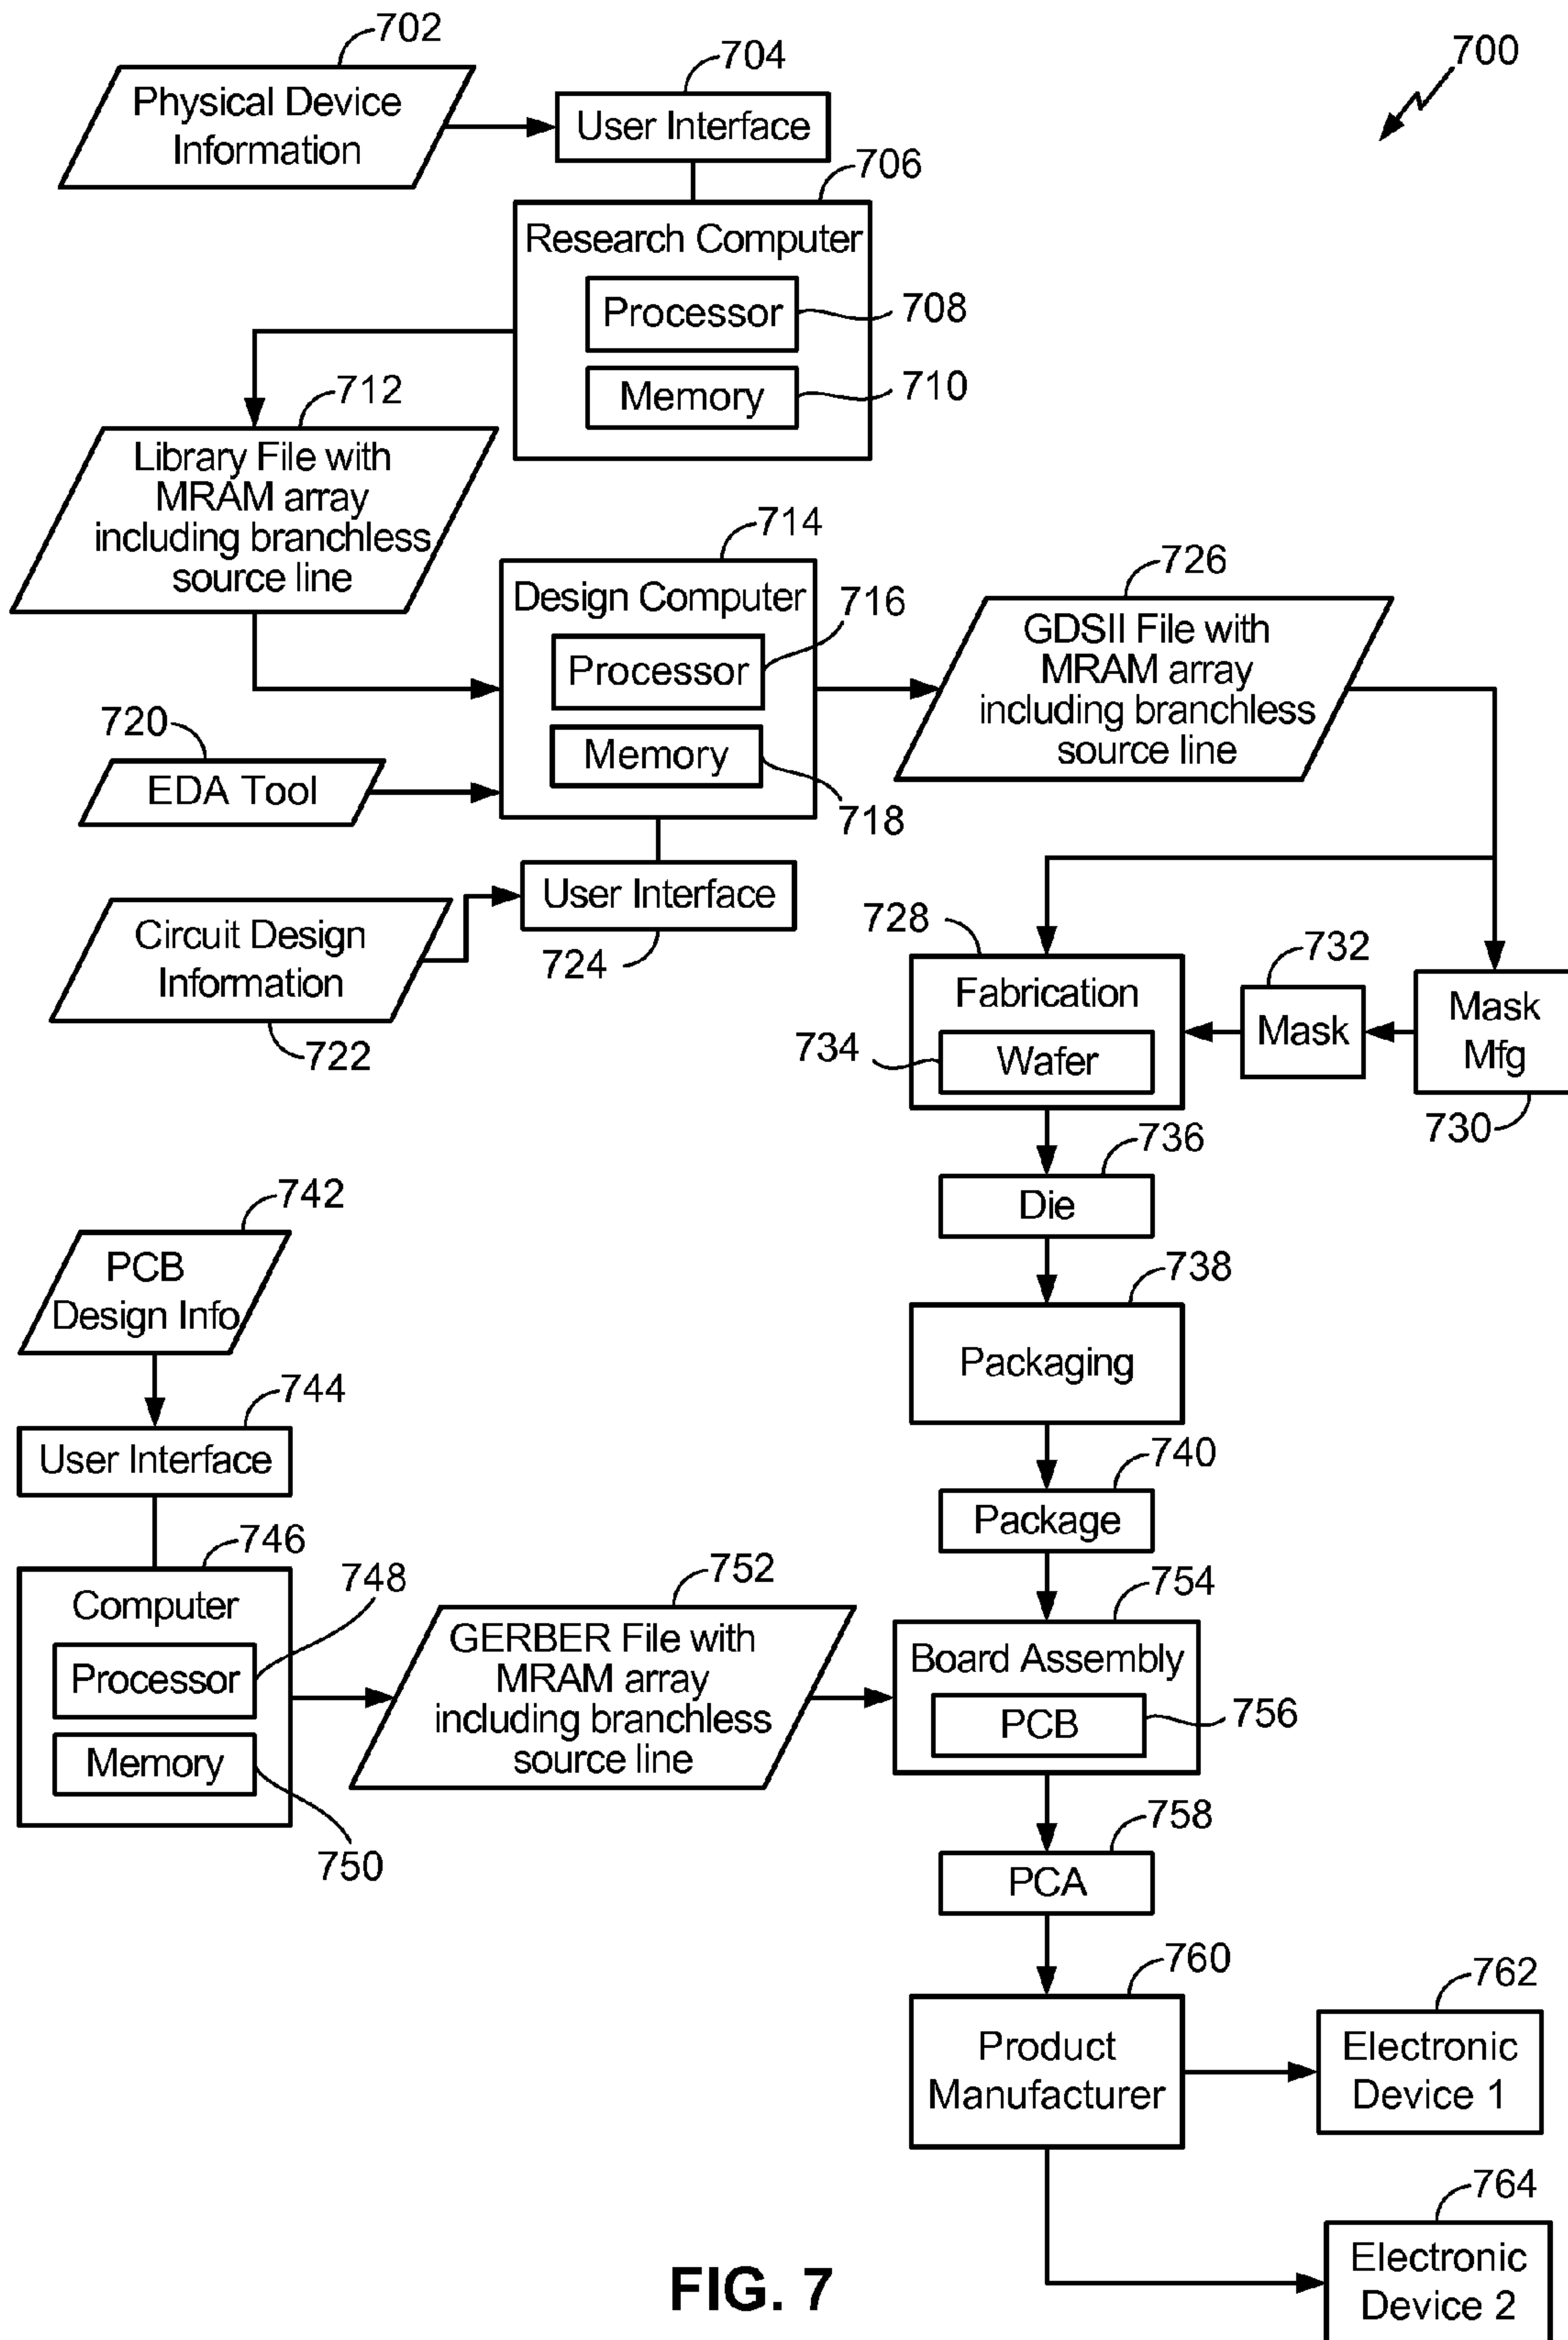 702
Physical Device
Information
704
User Interface
700
706
Research Computer
Processor
708
Memory
710
712
Library File with
MRAM array
including branchless
source line
714
Design Computer
716
Processor
Memory
718
726
GDSII File with
MRAM array
including branchless
source line
720
EDA Tool
User Interface
724
Circuit Design
Information
722
728
Fabrication
734
Wafer
732
Mask
Mask
Mfg
730
736
Die
738
Packaging
740
Package
742
PCB
Design Info
744
User Interface
746
Computer
748
Processor
Memory
750
752
GERBER File with
MRAM array
including branchless
source line
754
Board Assembly
PCB
756
758
PCA
760
Product
Manufacturer
762
Electronic
Device 1
764
Electronic
Device 2
FIG. 7